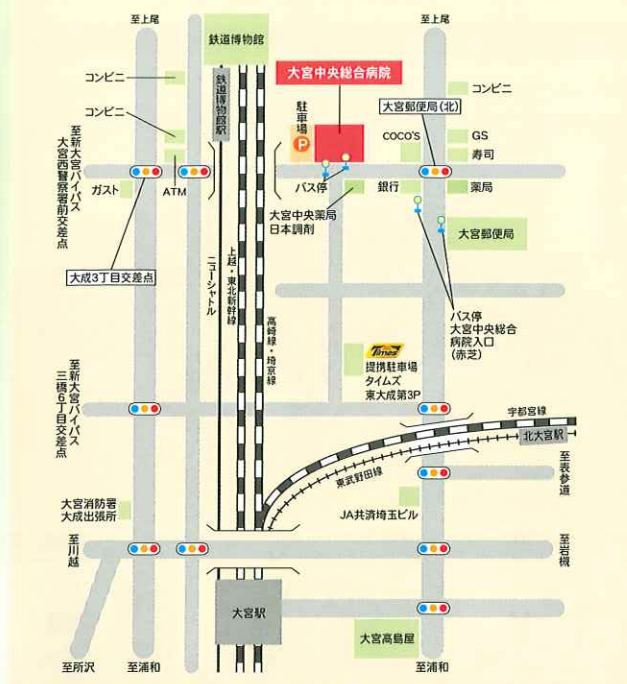 至上尾
至上尾
鉄道博物館
大宮中央総合病院
コンビニ
鉄道博物館駅
駐車場
P
大宮郵便局(北)
コンビニ
コンビニ
COCO'S
GS
寿司
至新大宮バイパス
大宮西警察署前交差点
ガスト
ATM
バス停
銀行
薬局
大宮中央薬局
日本調剤
大宮郵便局
大成3丁目交差点
ニューシャトル
上越・東北新幹線
高崎線・埼京線
バス停
大宮中央総合
病院入口
(赤芝)
Times
提携駐車場
タイムズ
東大成第3P
至新大宮バイパス
三橋6丁目交差点
宇都宮線
北大宮駅
東武野田線
至表参道
大宮消防署
大成出張所
JA共済埼玉ビル
至川越
至岩槻
大宮駅
大宮高島屋
至所沢
至浦和
至浦和